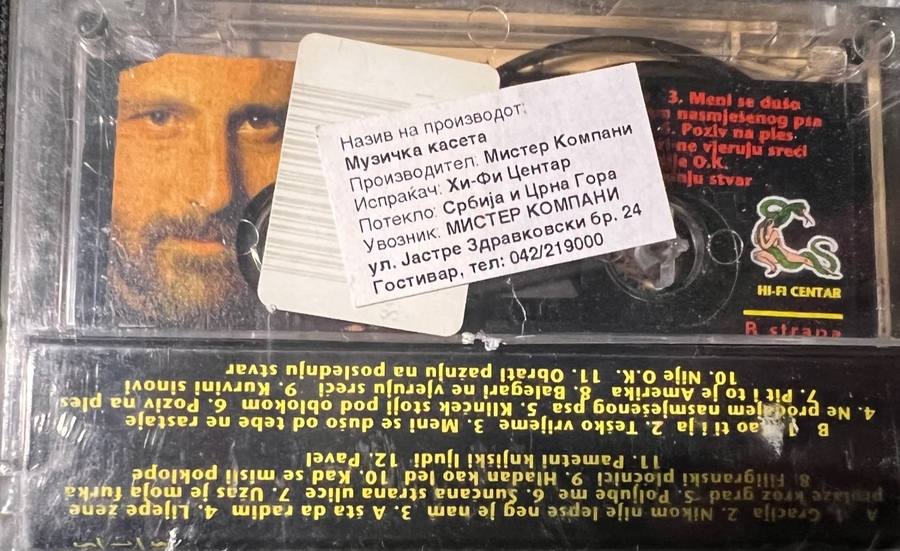 3. Meni se duša
nasmješenog psa
Poziv na ples
ne vjeruju sreći
O.K.
stvar
Назив на производот:
Музичка касета
Производител: Мистер Компани
Испраќач: Хи-Фи Центар
Потекло: Србија и Црна Гора
Увозник: МИСТЕР КОМПАНИ
ул. Јастре Здравковски бр. 24
Гостивар, тел: 042/219000
HI-FI CENTAR
B strana
A 1. Gracija 2. Nikom nije lepše neg je nam 3. A šta da radim 4. Lijepe žene
prolaze kroz grad 5. Poljube me 6. Sunčana strana ulice 7. Užas je moja furka
8. Filigranski pločnici 9. Hladan kao led 10. Kad se misli poklope
11. Pametni knjiški ljudi 12. Pavel
B 1. kao ti i ja 2. Teško vrijeme 3. Meni se dušo od tebe ne rastaje
4. Ne prodajem nasmješenog psa 5. Klinček stoji pod oblokom 6. Poziv na ples
7. Pit i to je Amerika 8. Balegari ne vjeruju sreći 9. Kurvini sinovi
10. Nije O.K. 11. Obrati pažnju na poslednju stvar